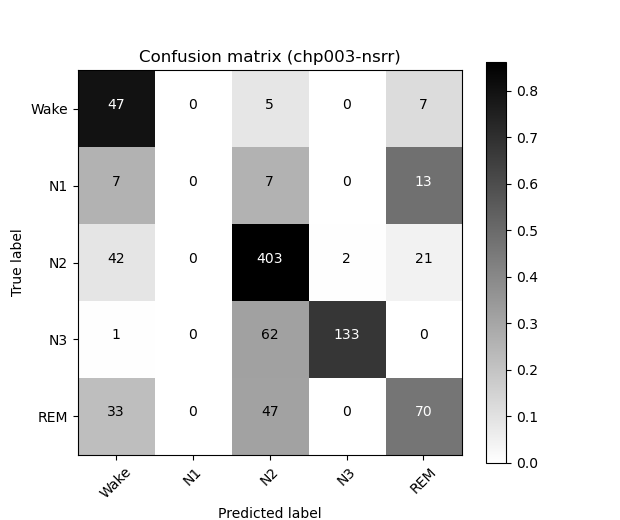 Confusion matrix (chp003-nsrr)
Wake 47 0 5 0 7
N1 7 0 7 0 13
N2 42 0 403 2 21
N3 1 0 62 133 0
REM 33 0 47 0 70
Wake N1 N2 N3 REM
True label
Predicted label
0.8
0.7
0.6
0.5
0.4
0.3
0.2
0.1
0.0